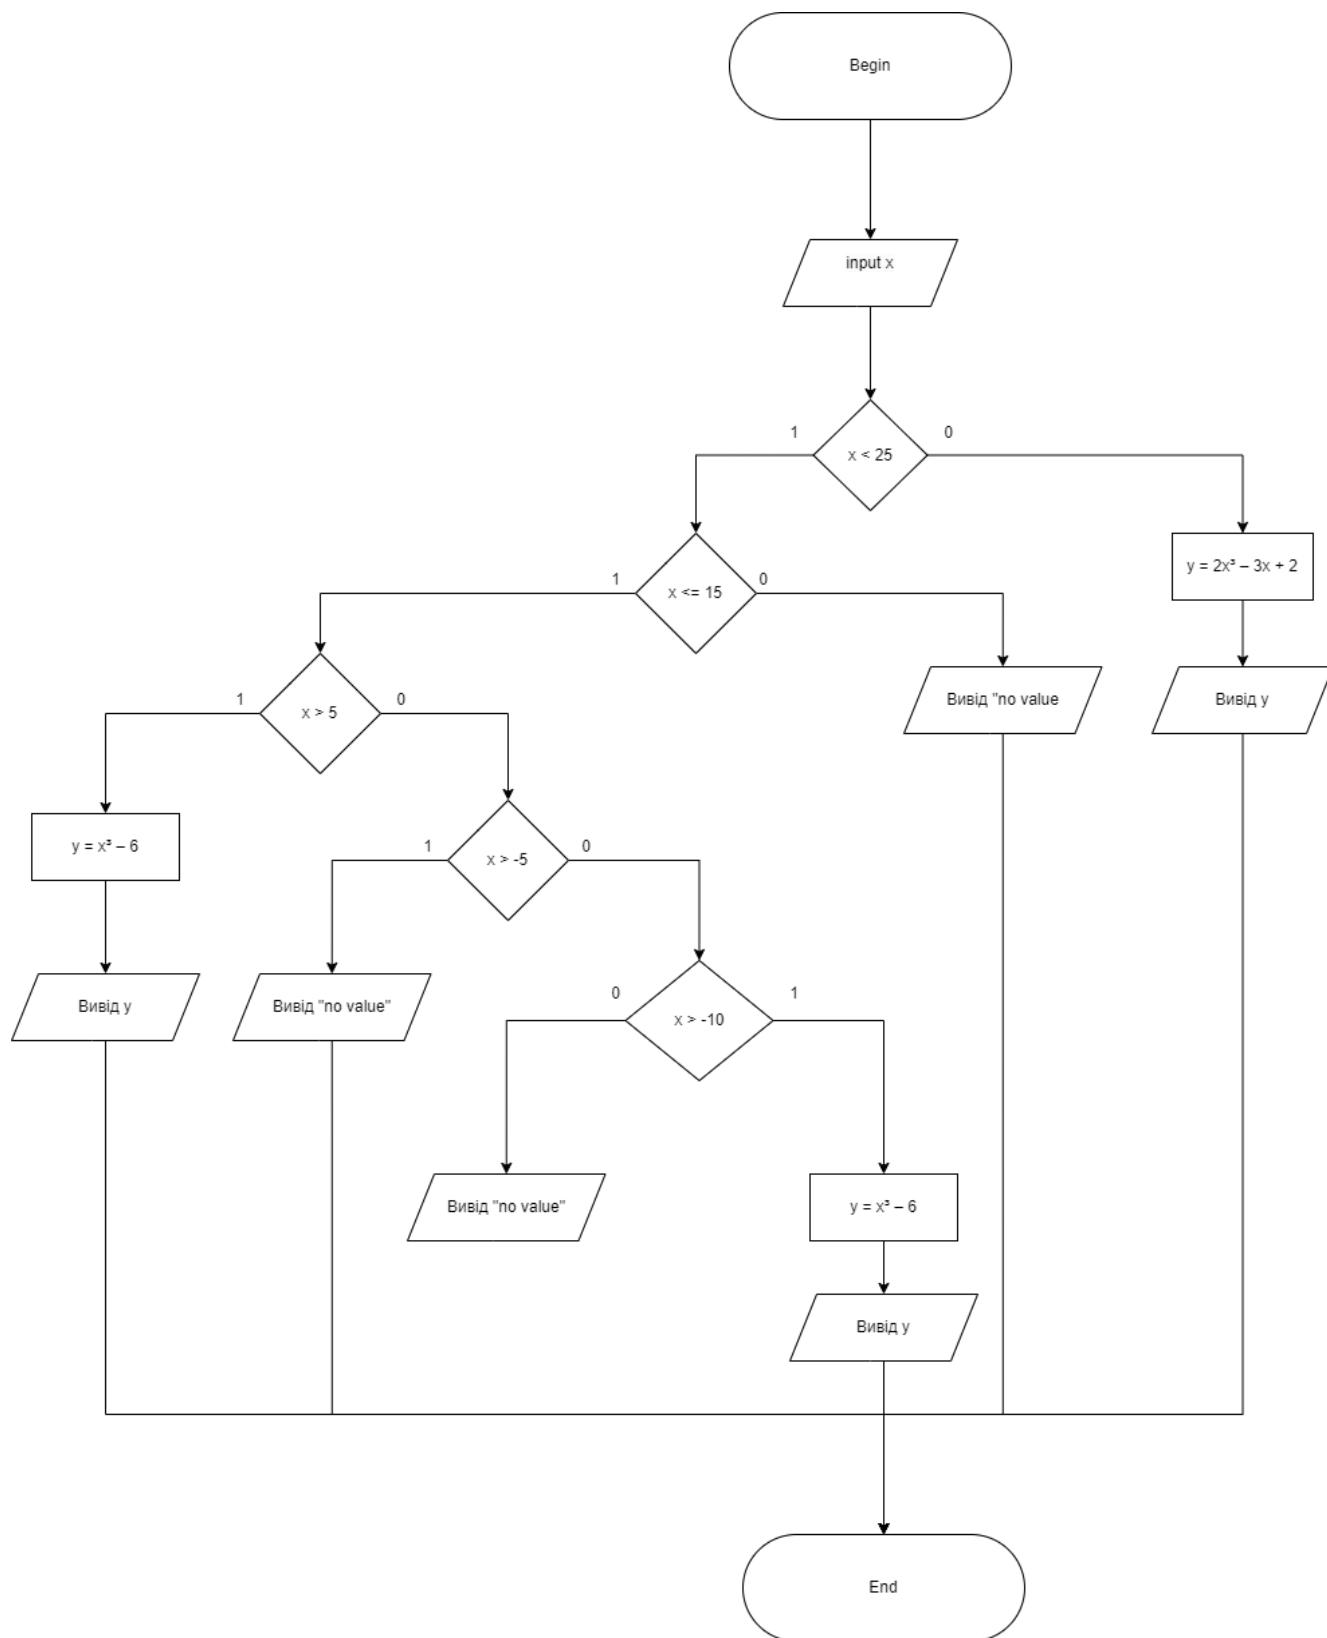 Begin
input x
1
0
x < 25
y = 2x³ – 3x + 2
1
0
x <= 15
Вивід "no value
Вивід y
1
0
x > 5
y = x³ – 6
1
0
x > -5
Вивід y
Вивід "no value"
0
1
x > -10
Вивід "no value"
y = x³ – 6
Вивід y
End